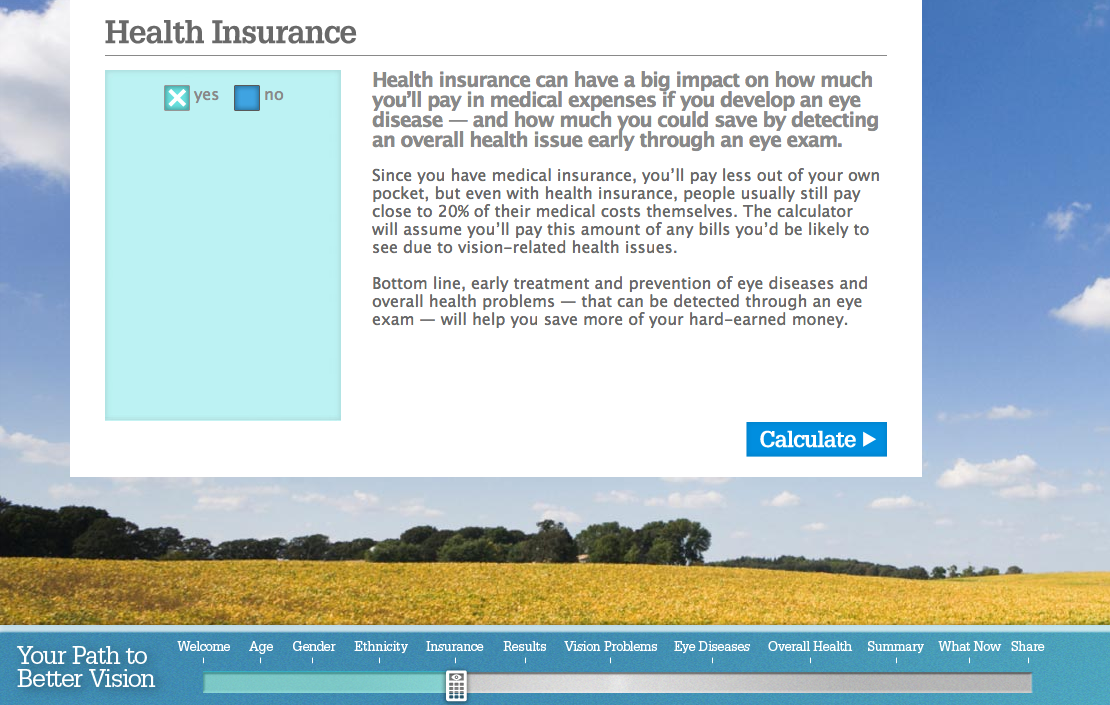 Health Insurance
yes no
Health insurance can have a big impact on how much
you’ll pay in medical expenses if you develop an eye
disease — and how much you could save by detecting
an overall health issue early through an eye exam.
Since you have medical insurance, you’ll pay less out of your own
pocket, but even with health insurance, people usually still pay
close to 20% of their medical costs themselves. The calculator
will assume you’ll pay this amount of any bills you’d be likely to
see due to vision–related health issues.
Bottom line, early treatment and prevention of eye diseases and
overall health problems — that can be detected through an eye
exam — will help you save more of your hard–earned money.
Calculate
Your Path to
Better Vision
Welcome Age Gender Ethnicity Insurance Results Vision Problems Eye Diseases Overall Health Summary What Now Share